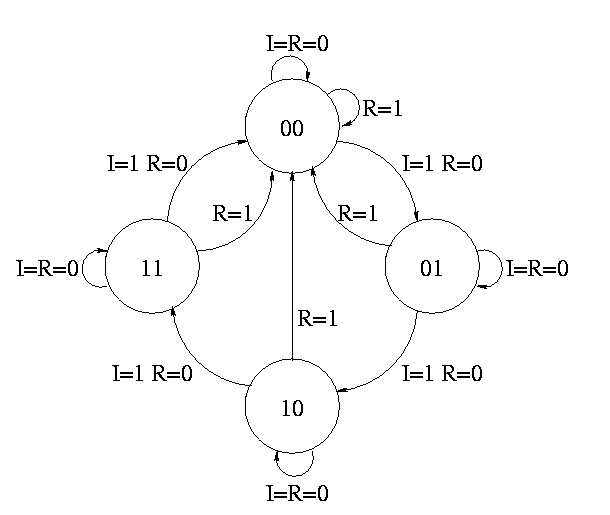 I=R=0
R=1
00
I=1 R=0
I=1 R=0
R=1
R=1
I=R=0
11
01
I=R=0
R=1
I=1 R=0
I=1 R=0
10
I=R=0